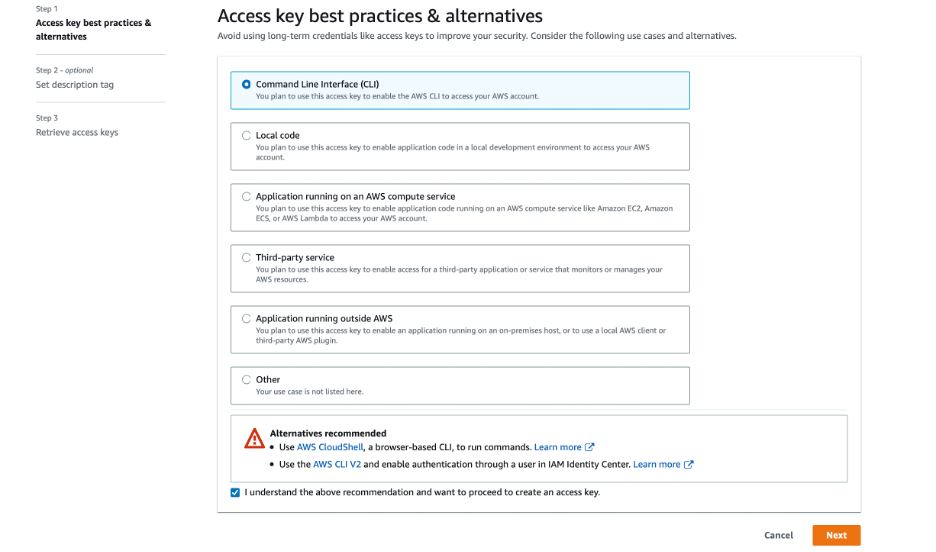 Step 1
Access key best practices &
alternatives
Step 2 - optional
Set description tag
Step 3
Retrieve access keys
Access key best practices & alternatives
Avoid using long-term credentials like access keys to improve your security. Consider the following use cases and alternatives.
Command Line Interface (CLI)
You plan to use this access key to enable the AWS CLI to access your AWS account.
Local code
You plan to use this access key to enable application code in a local development environment to access your AWS
account.
Application running on an AWS compute service
You plan to use this access key to enable application code running on an AWS compute service like Amazon EC2, Amazon
ECS, or AWS Lambda to access your AWS account.
Third-party service
You plan to use this access key to enable access for a third-party application or service that monitors or manages your
AWS resources.
Application running outside AWS
You plan to use this access key to enable an application running on an on-premises host, or to use a local AWS client or
third-party AWS plugin.
Other
Your use case is not listed here.
Alternatives recommended
• Use AWS CloudShell, a browser-based CLI, to run commands. Learn more
• Use the AWS CLI V2 and enable authentication through a user in IAM Identity Center. Learn more
I understand the above recommendation and want to proceed to create an access key.
Cancel
Next